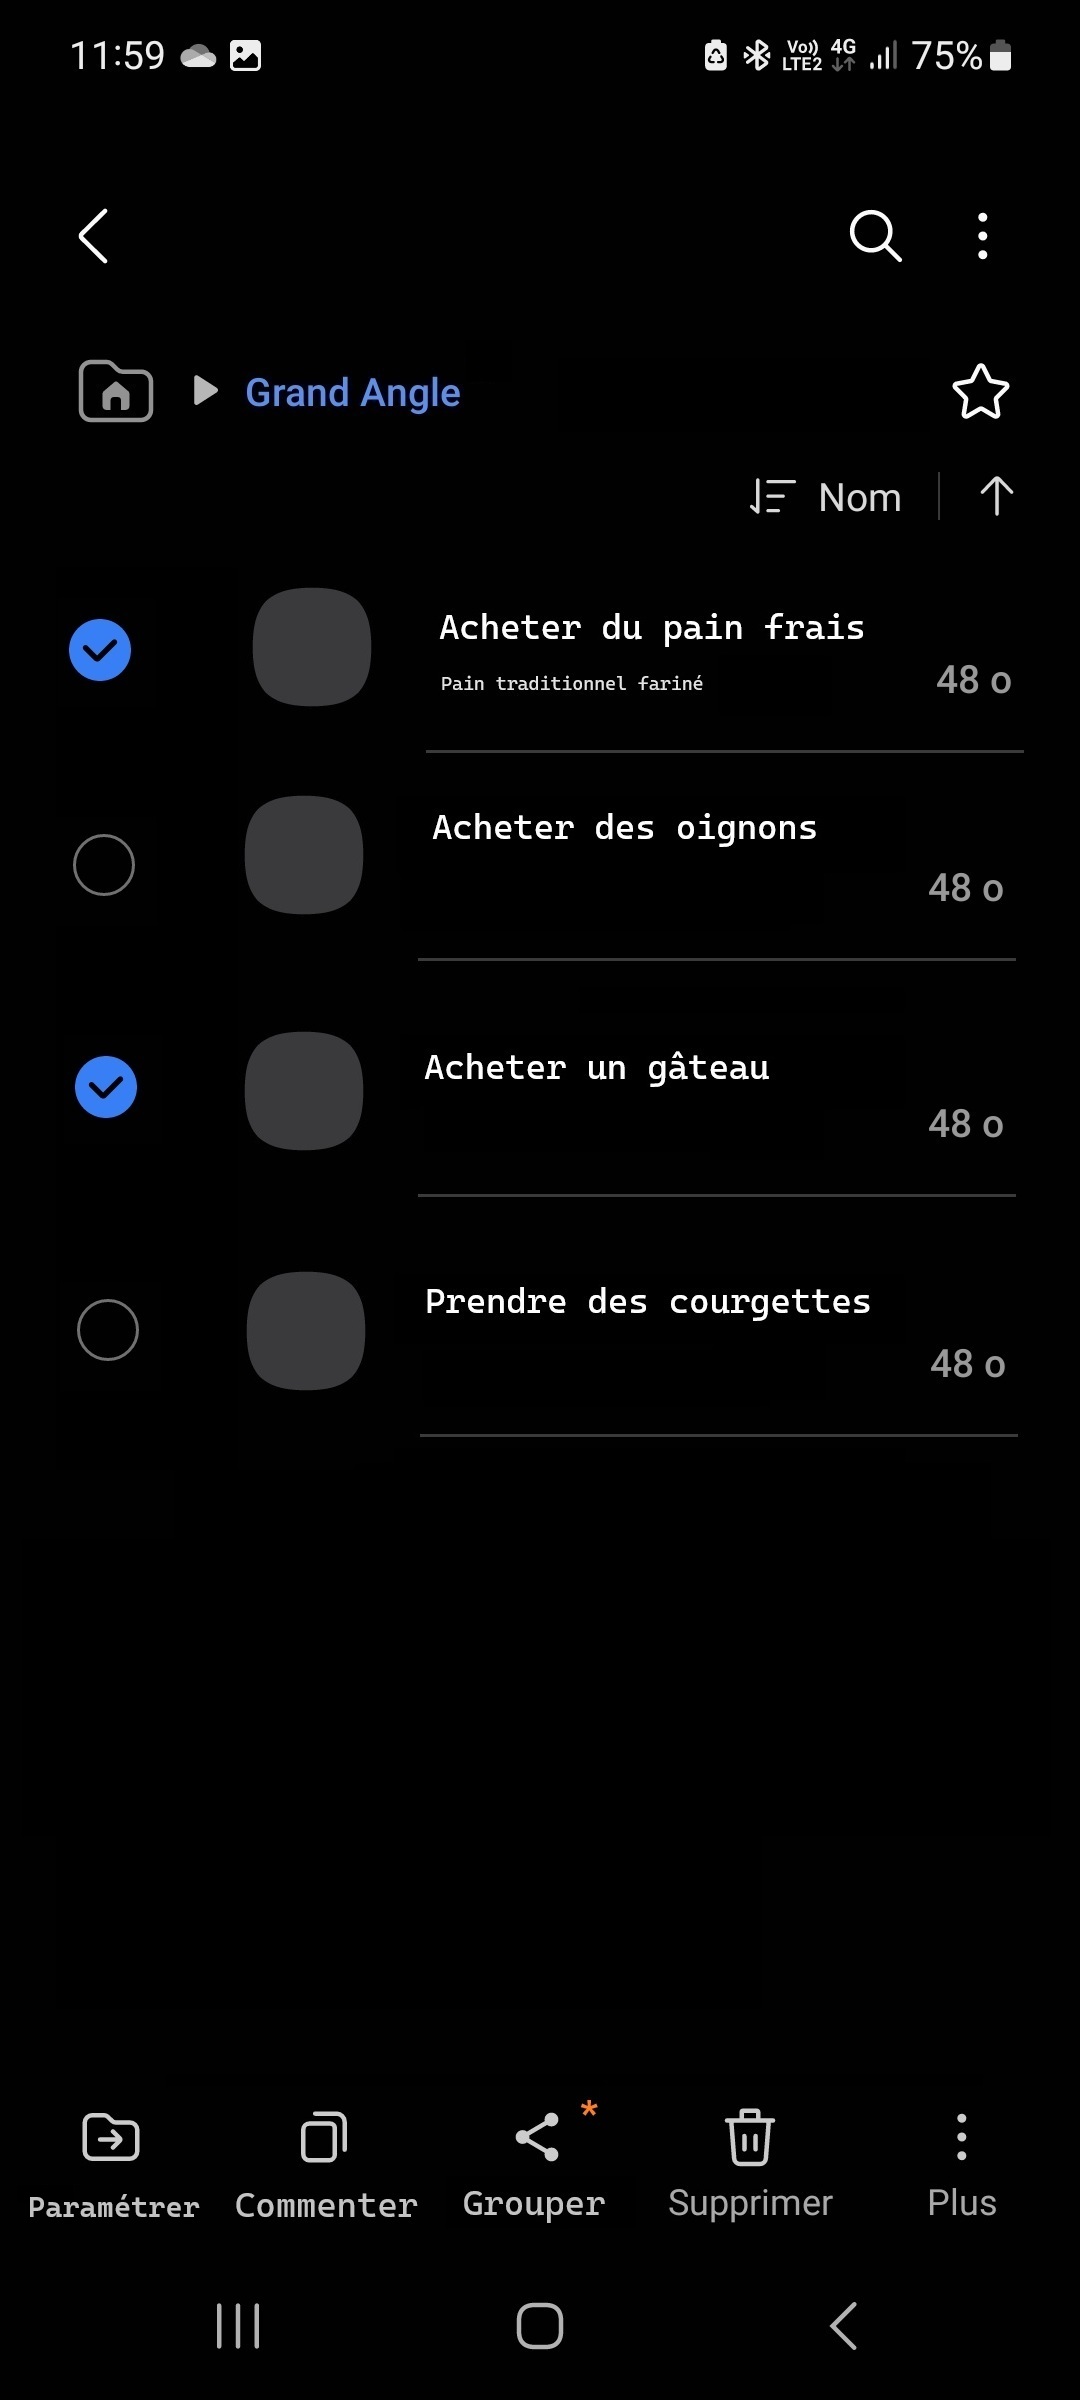 11:59 Vo)) LTE2 4G 75%
Grand Angle
Nom
Acheter du pain frais
Pain traditionnel fariné
48 o
Acheter des oignons
48 o
Acheter un gâteau
48 o
Prendre des courgettes
48 o
*
Paramétrer Commenter Grouper Supprimer Plus